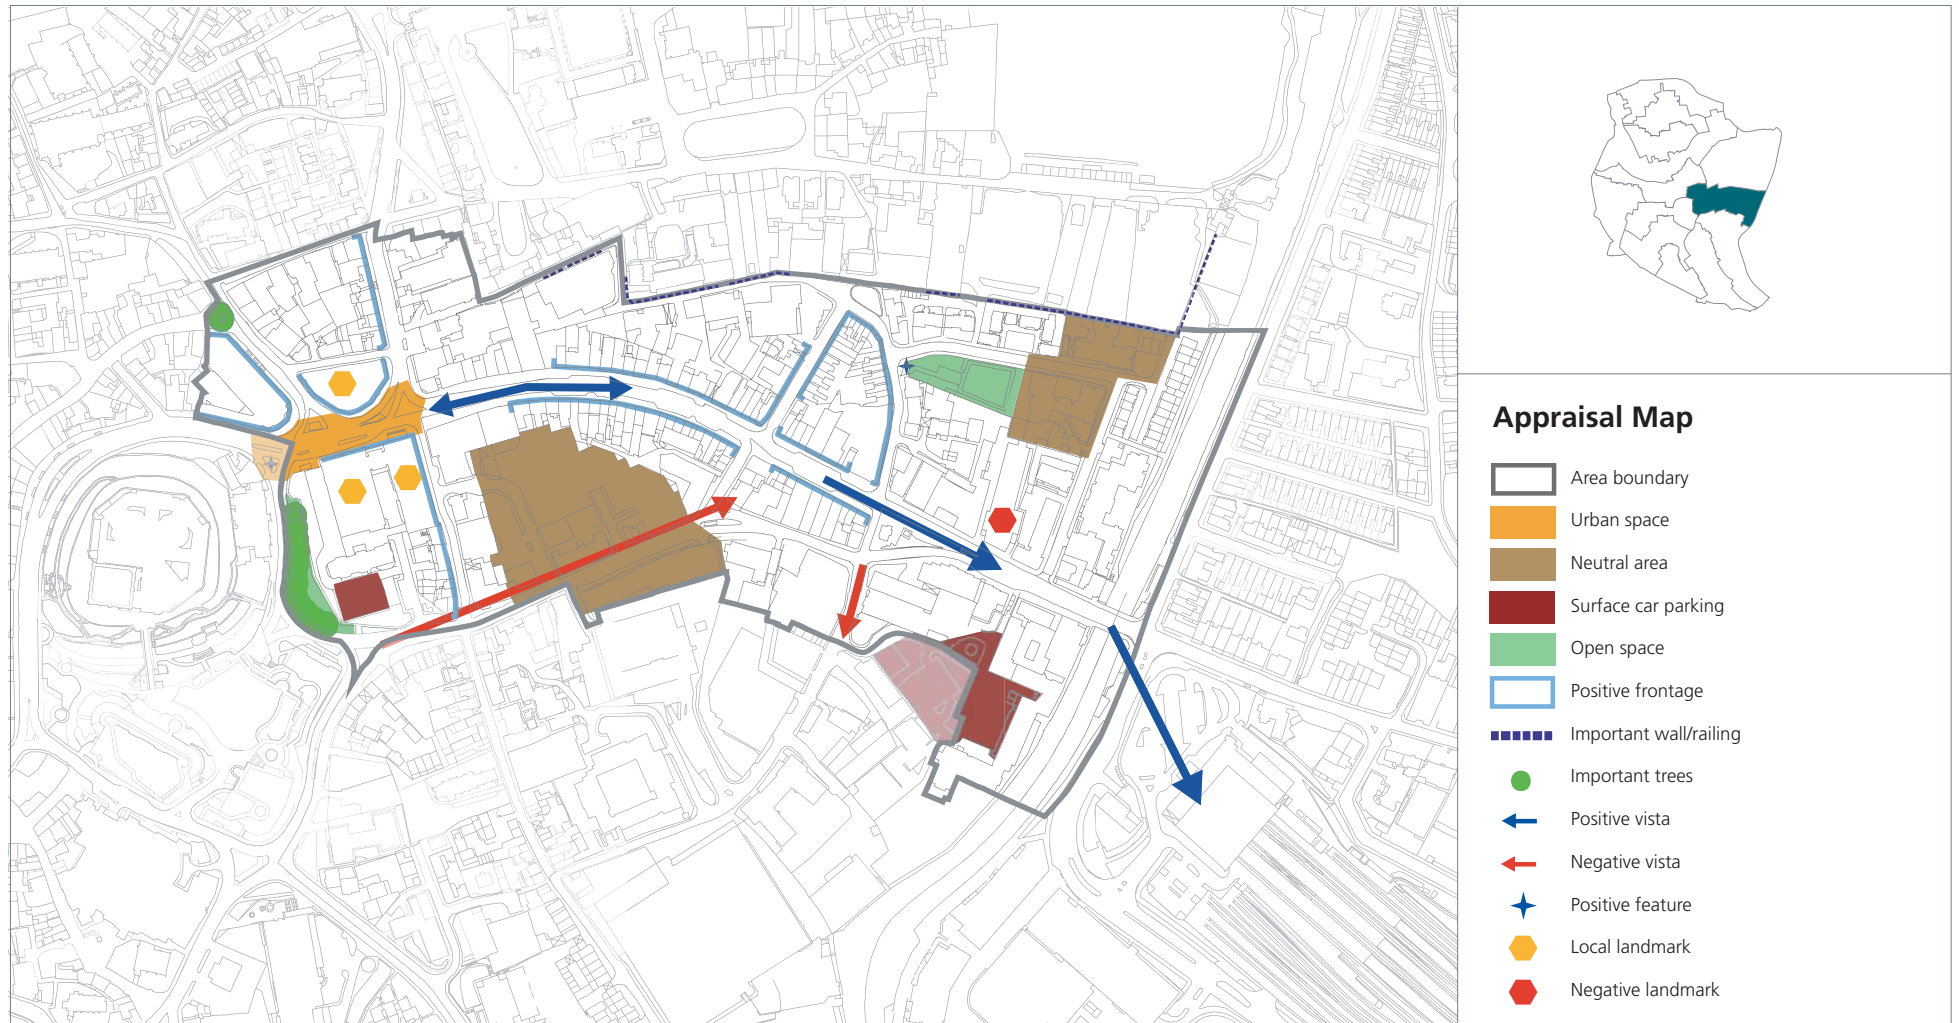 Appraisal Map
Area boundary
Urban space
Neutral area
Surface car parking
Open space
Positive frontage
Important wall/railing
Important trees
Positive vista
Negative vista
Positive feature
Local landmark
Negative landmark